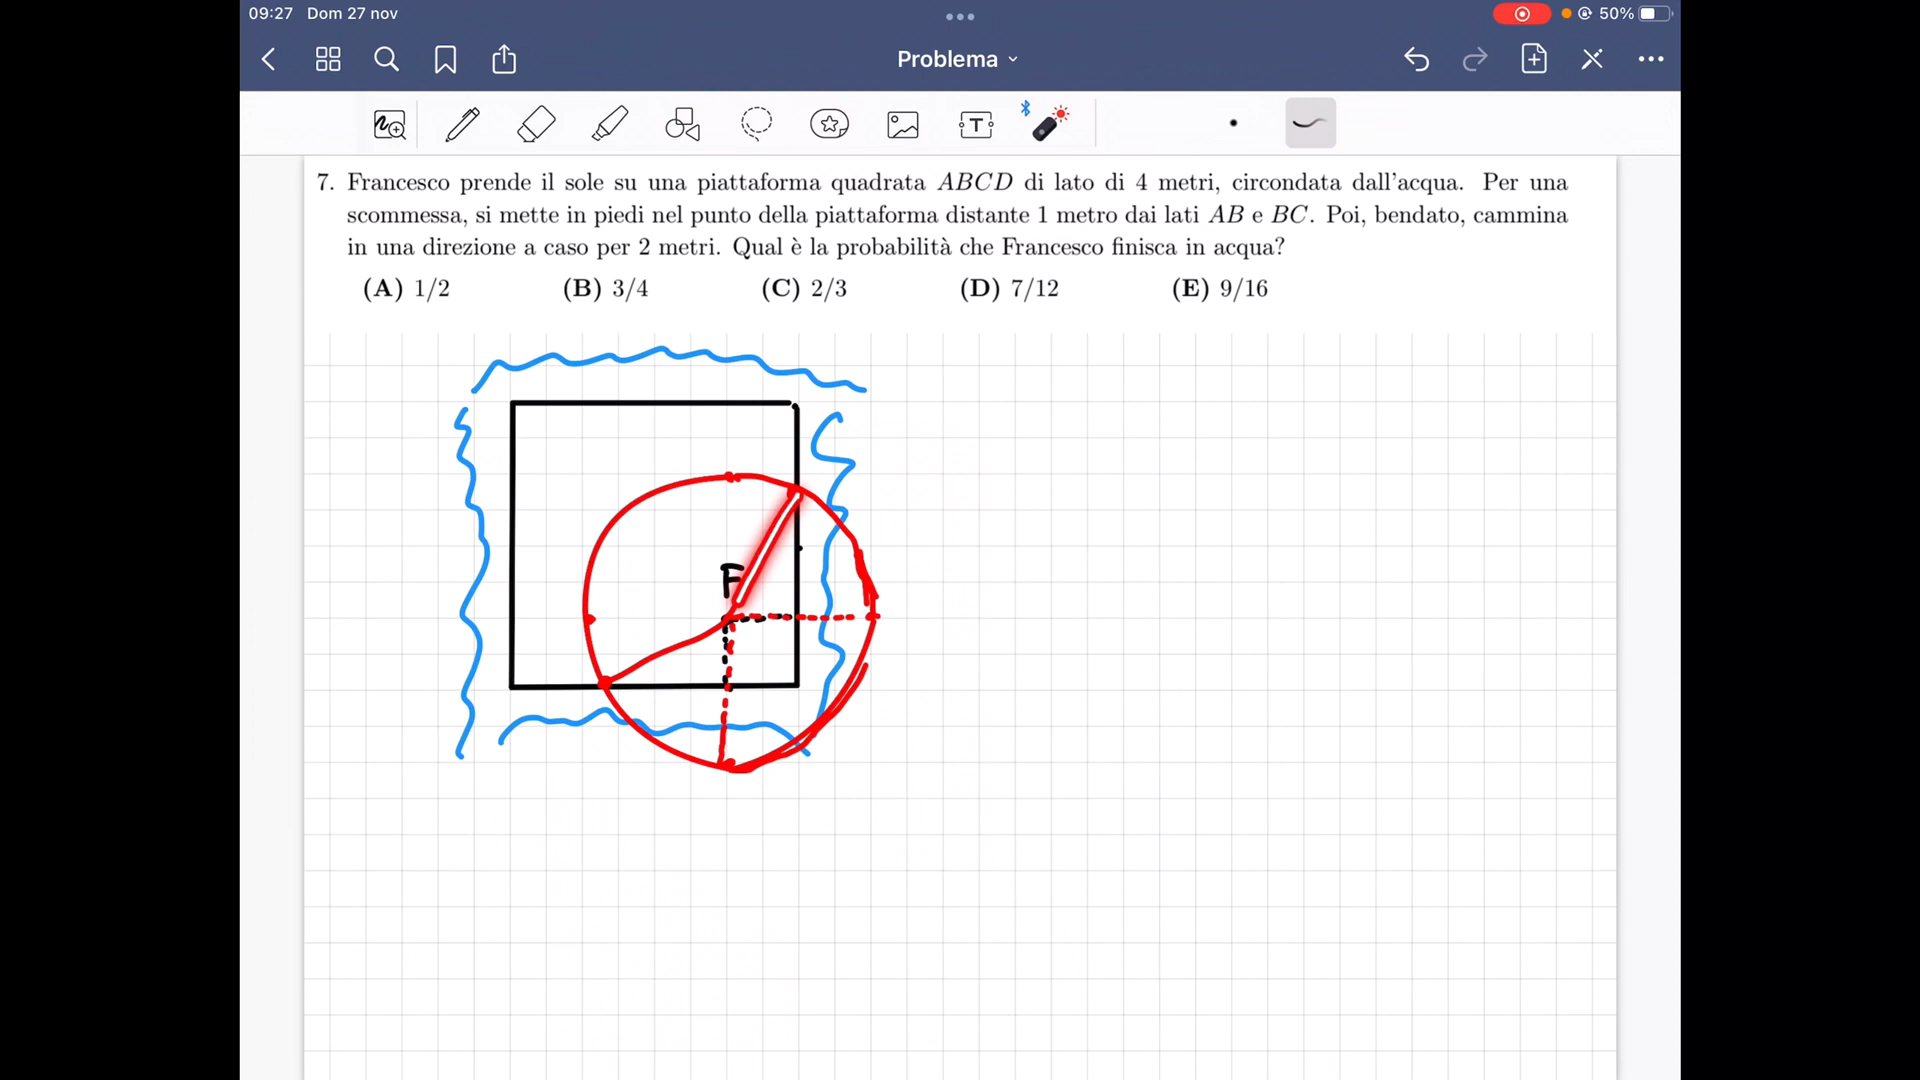 09:27 Dom 27 nov
50%
Problema
T
7. Francesco prende il sole su una piattaforma quadrata ABCD di lato di 4 metri, circondata dall'acqua. Per una
scommessa, si mette in piedi nel punto della piattaforma distante 1 metro dai lati AB e BC. Poi, bendato, cammina
in una direzione a caso per 2 metri. Qual è la probabilità che Francesco finisca in acqua?
(A) 1/2 (B) 3/4 (C) 2/3 (D) 7/12 (E) 9/16
F